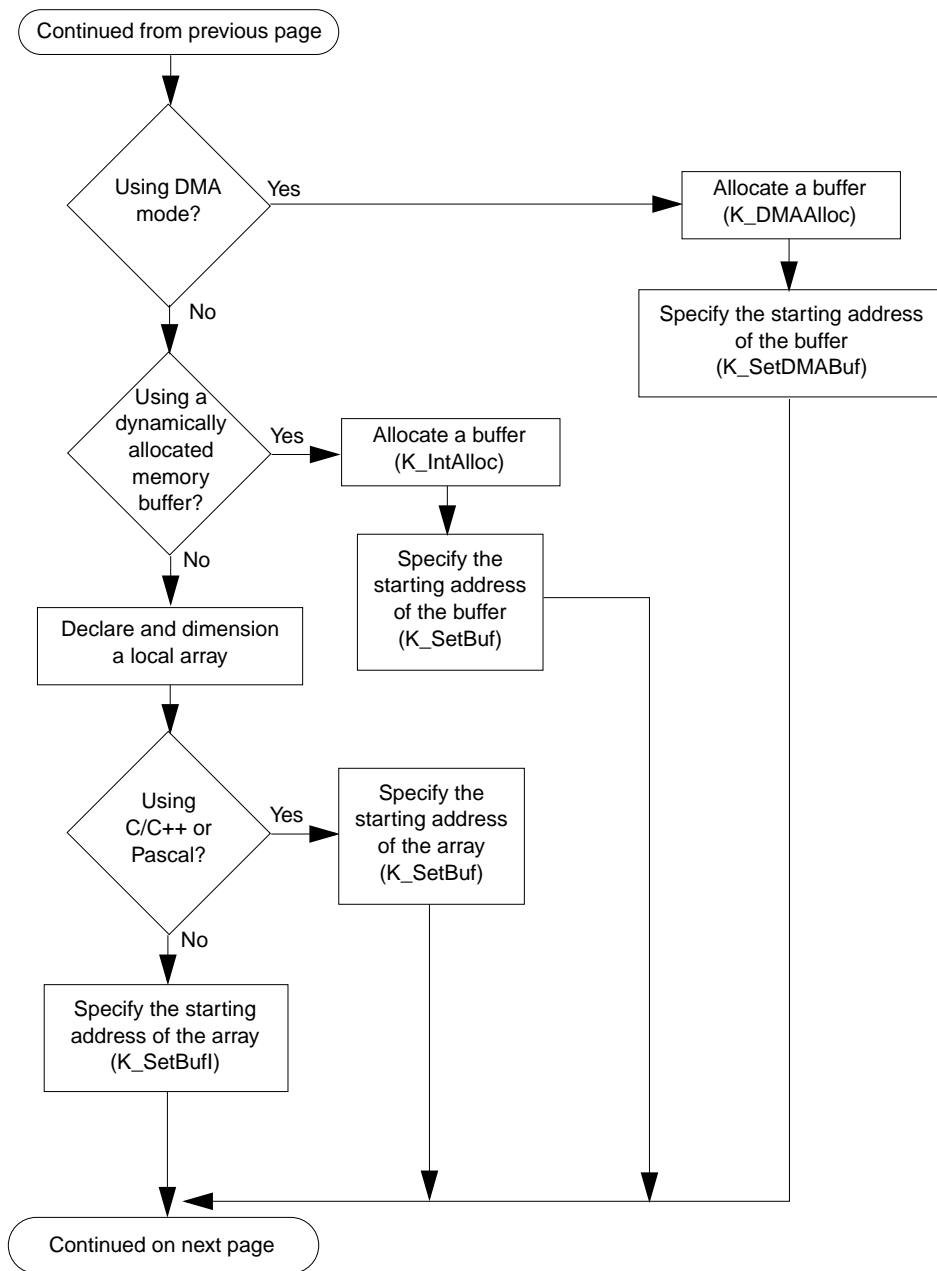 Continued from previous page
Using DMA
mode?
Yes
Allocate a buffer
(K_DMAAlloc)
Specify the starting address
of the buffer
(K_SetDMABuf)
No
Using a
dynamically
allocated
memory
buffer?
Yes
Allocate a buffer
(K_IntAlloc)
Specify the
starting address
of the buffer
(K_SetBuf)
No
Declare and dimension
a local array
Using
C/C++ or
Pascal?
Yes
Specify the
starting address
of the array
(K_SetBuf)
No
Specify the starting
address of the array
(K_SetBufI)
Continued on next page